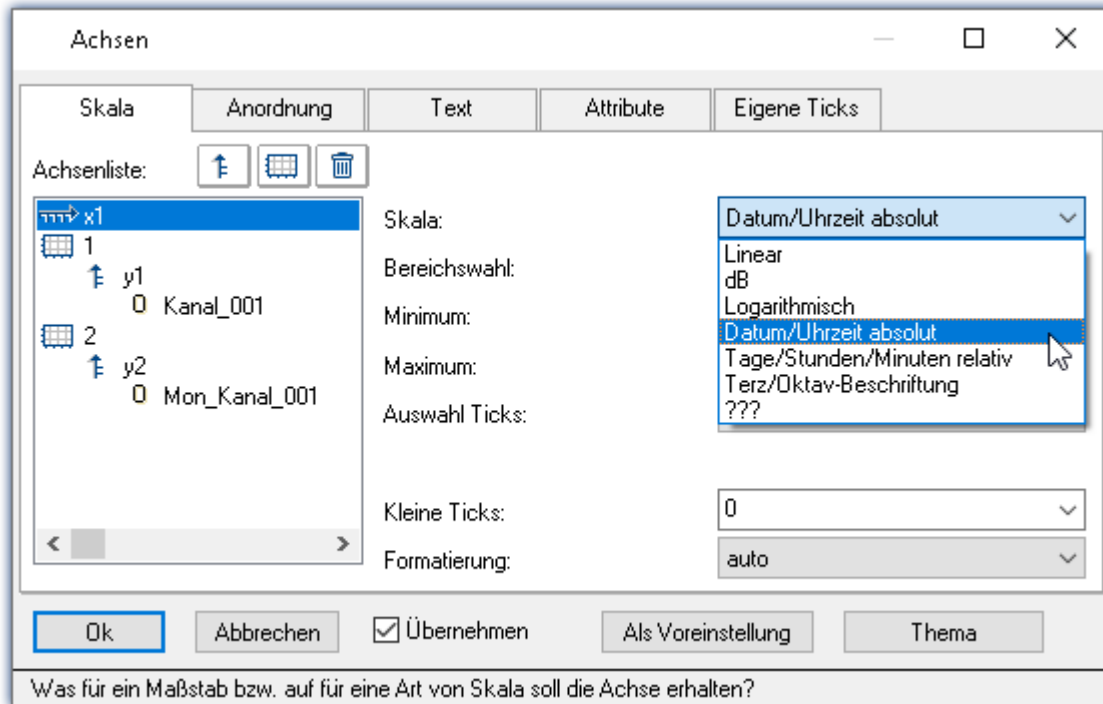 Achsen
Skala Anordnung Text Attribute Eigene Ticks
Achsenliste:
x1
1
y1
Kanal_001
2
y2
Mon_Kanal_001
Skala: Datum/Uhrzeit absolut
Bereichswahl:
Minimum:
Maximum:
Auswahl Ticks:
Linear
dB
Logarithmisch
Datum/Uhrzeit absolut
Tage/Stunden/Minuten relativ
Terz/Oktav-Beschriftung
???
Kleine Ticks: 0
Formatierung: auto
Ok Abbrechen Übernehmen Als Voreinstellung Thema
Was für ein Maßstab bzw. auf für eine Art von Skala soll die Achse erhalten?